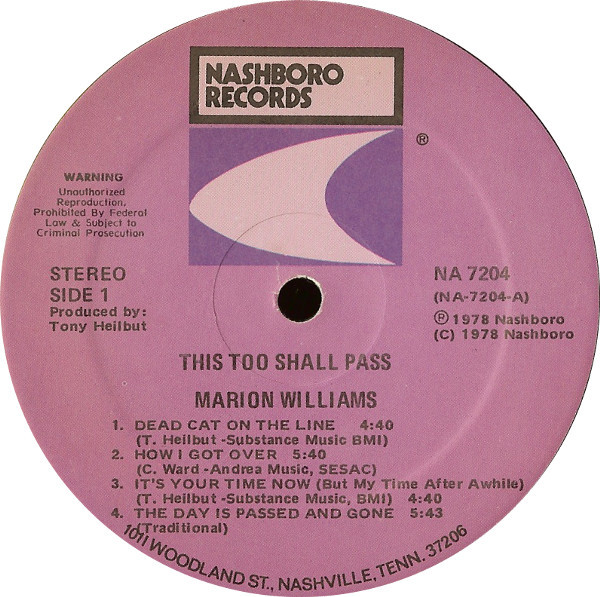 NASHBORO
RECORDS
®
WARNING
Unauthorized
Reproduction,
Prohibited By Federal
Law & Subject to
Criminal Prosecution
STEREO
SIDE 1
Produced by:
Tony Heilbut
NA 7204
(NA-7204-A)
℗ 1978 Nashboro
(C) 1978 Nashboro
THIS TOO SHALL PASS
MARION WILLIAMS
1. DEAD CAT ON THE LINE 4:40
(T. Heilbut -Substance Music BMI)
2. HOW I GOT OVER 5:40
(C. Ward -Andrea Music, SESAC)
3. IT'S YOUR TIME NOW (But My Time After Awhile)
(T. Heilbut -Substance Music, BMI) 4:40
4. THE DAY IS PASSED AND GONE 5:43
(Traditional)
1011 WOODLAND ST., NASHVILLE, TENN. 37206